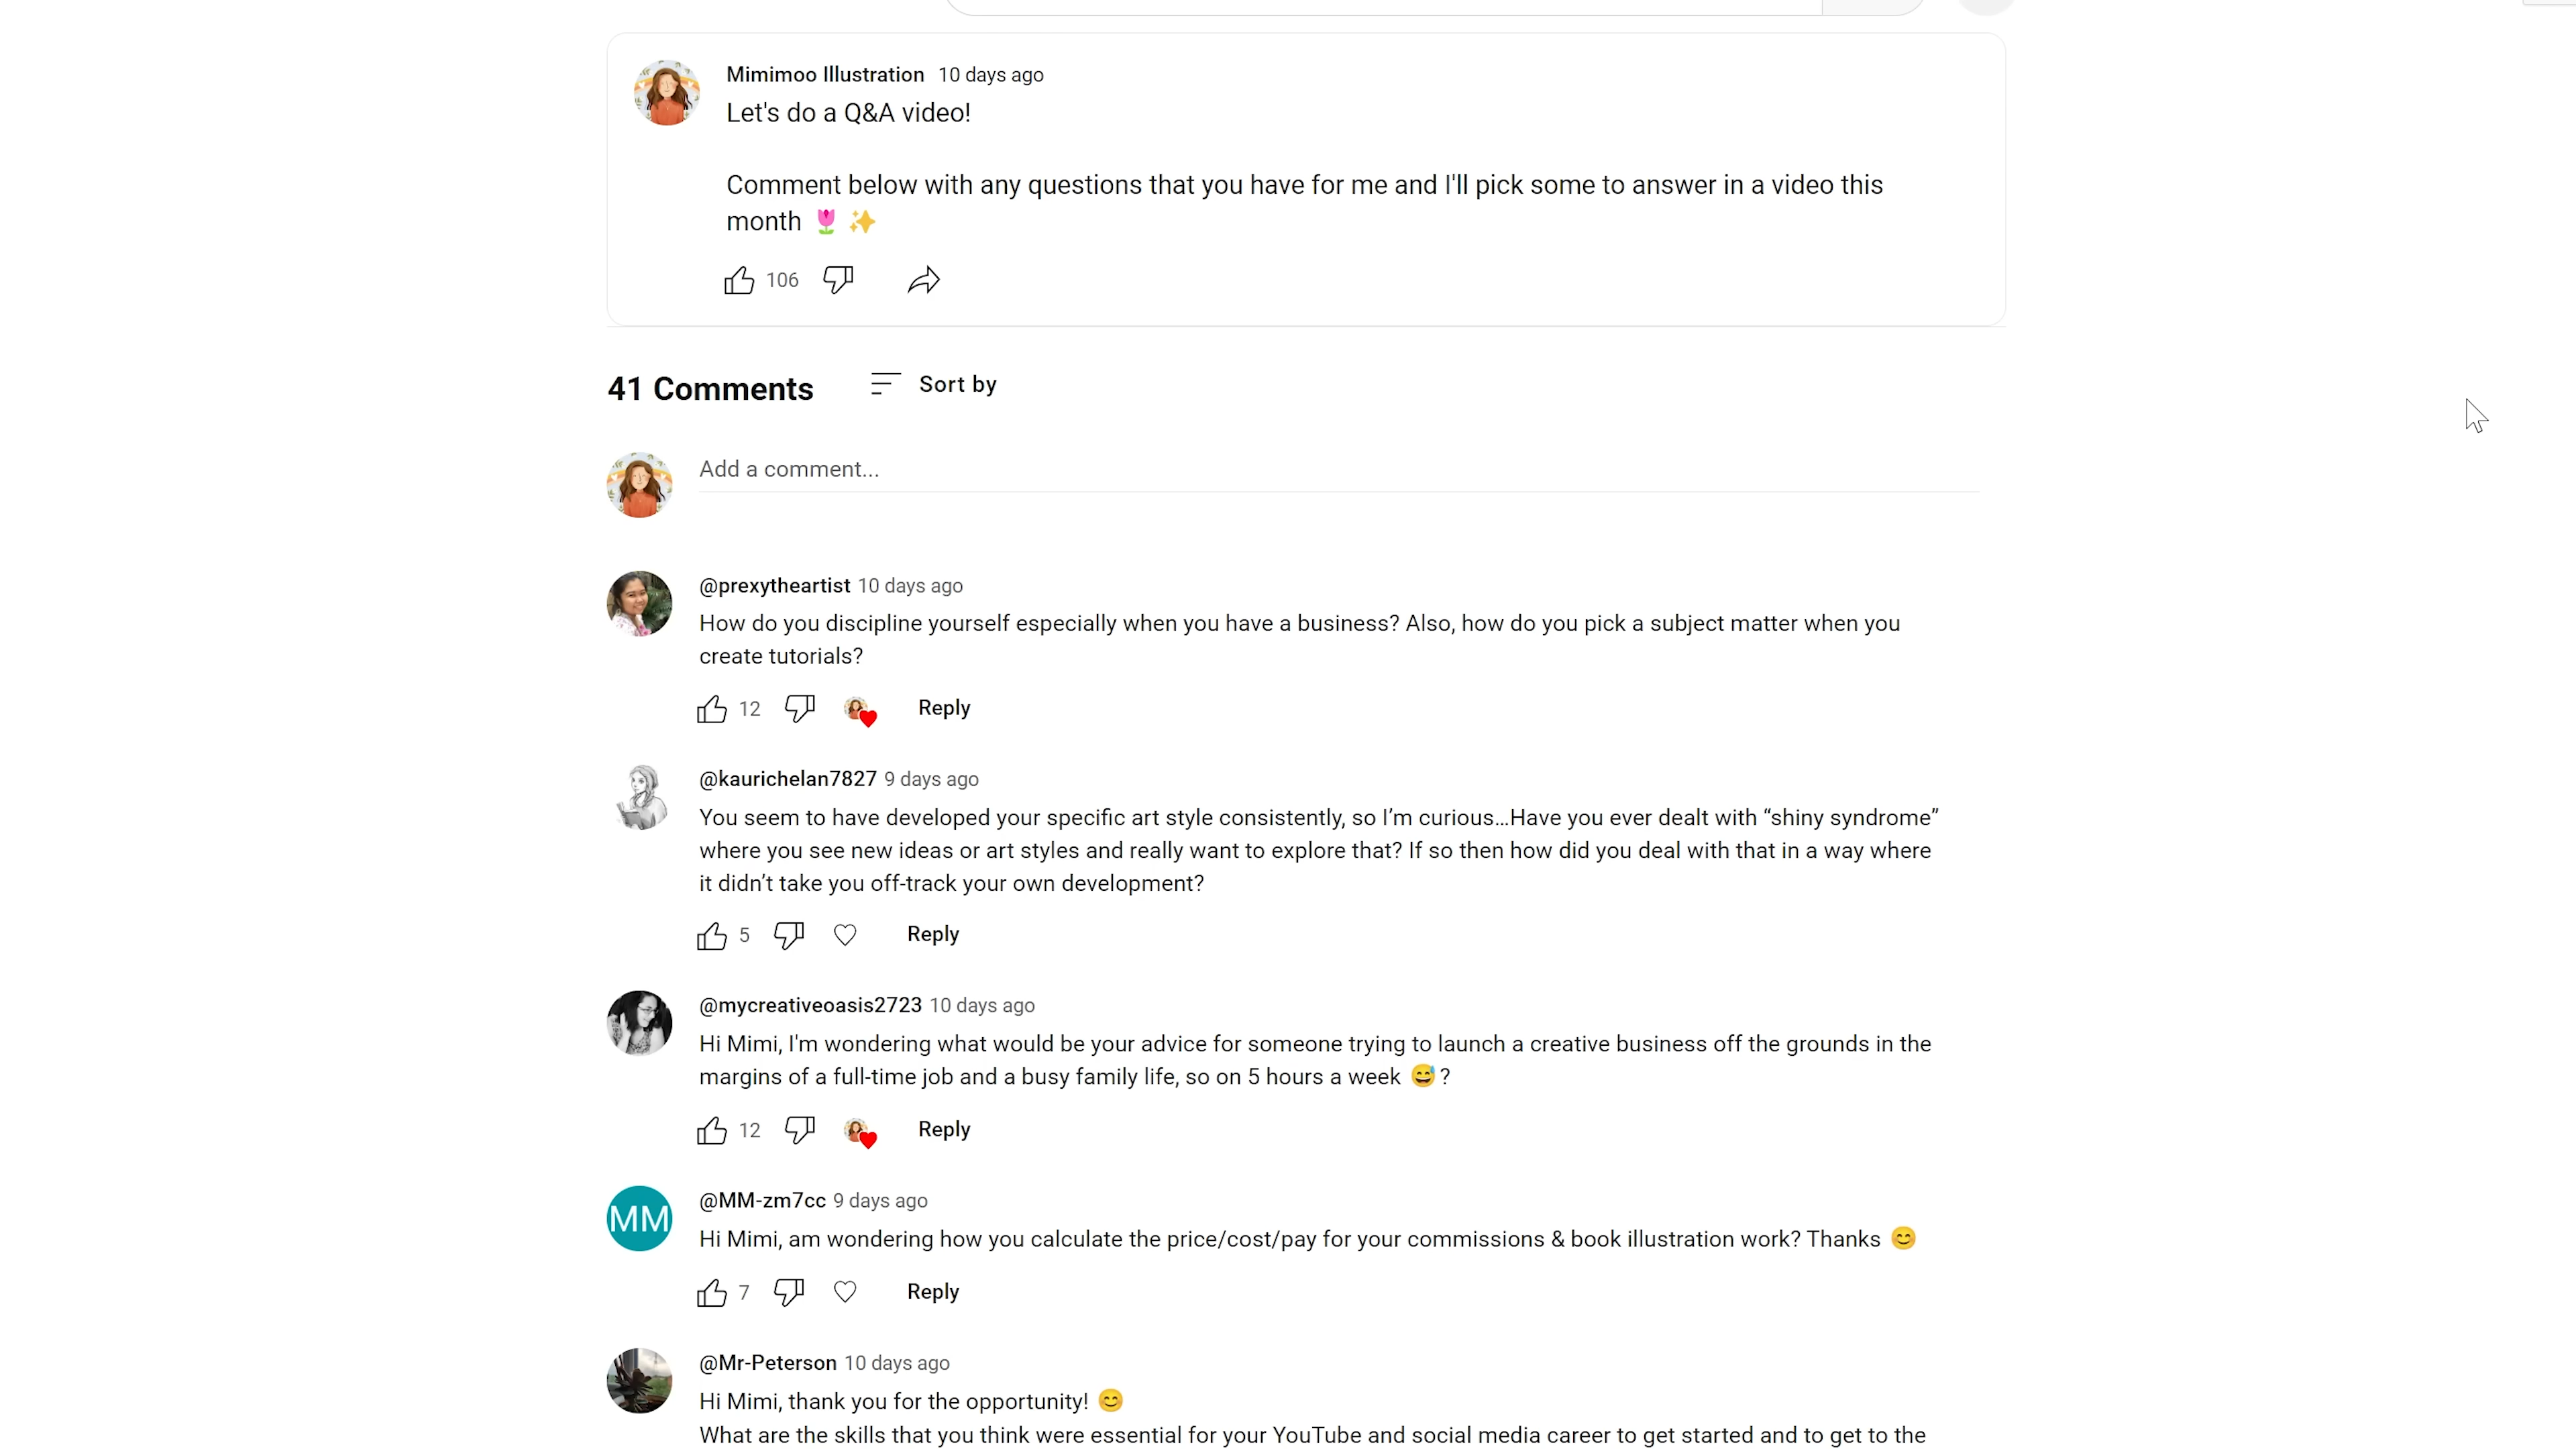 Mimimoo Illustration 10 days ago
Let's do a Q&A video!
Comment below with any questions that you have for me and I'll pick some to answer in a video this
month 🌷 ✨
106
41 Comments Sort by
Add a comment...
@prexytheartist 10 days ago
How do you discipline yourself especially when you have a business? Also, how do you pick a subject matter when you
create tutorials?
12 Reply
@kaurichelan7827 9 days ago
You seem to have developed your specific art style consistently, so I’m curious…Have you ever dealt with “shiny syndrome”
where you see new ideas or art styles and really want to explore that? If so then how did you deal with that in a way where
it didn’t take you off-track your own development?
5 Reply
@mycreativeoasis2723 10 days ago
Hi Mimi, I'm wondering what would be your advice for someone trying to launch a creative business off the grounds in the
margins of a full-time job and a busy family life, so on 5 hours a week 😅 ?
12 Reply
MM
@MM-zm7cc 9 days ago
Hi Mimi, am wondering how you calculate the price/cost/pay for your commissions & book illustration work? Thanks 😊
7 Reply
@Mr-Peterson 10 days ago
Hi Mimi, thank you for the opportunity! 😊
What are the skills that you think were essential for your YouTube and social media career to get started and to get to the